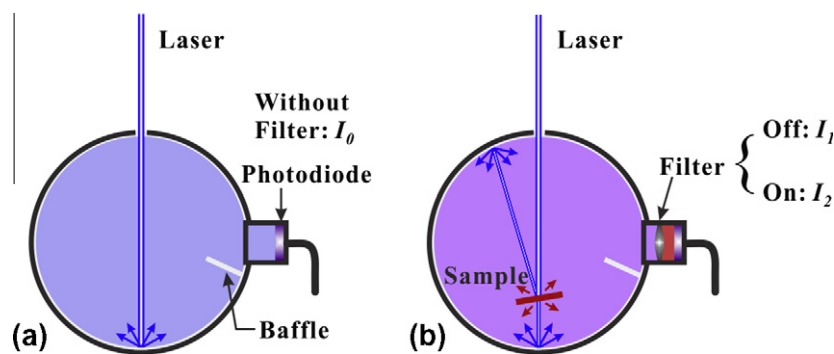 Laser
Without
Filter: I₀
Photodiode
Baffle
(a)
Laser
Off: I₁
Filter
On: I₂
Sample
(b)